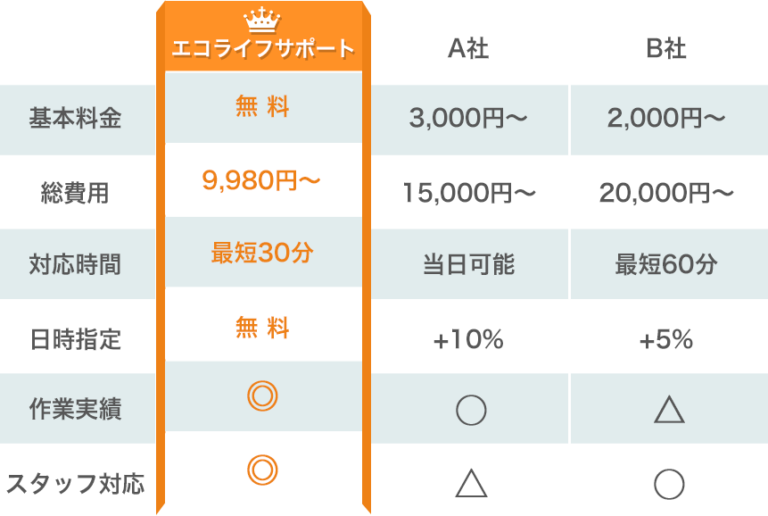 エコライフサポート A社 B社
基本料金 無料 3,000円〜 2,000円〜
総費用 9,980円〜 15,000円〜 20,000円〜
対応時間 最短30分 当日可能 最短60分
日時指定 無料 +10% +5%
作業実績 ◎ ○ △
スタッフ対応 ◎ △ ○